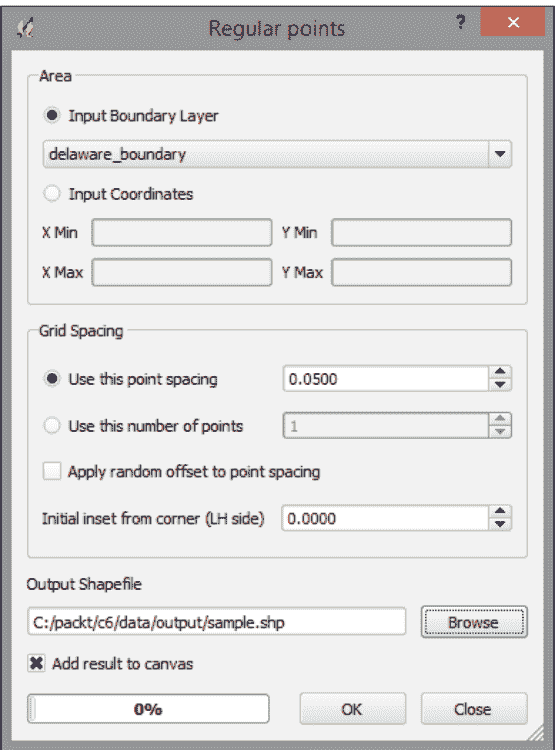 Regular points
?
Area
Input Boundary Layer
delaware_boundary
Input Coordinates
X Min
Y Min
X Max
Y Max
Grid Spacing
Use this point spacing
0.0500
Use this number of points
1
Apply random offset to point spacing
Initial inset from corner (LH side)
0.0000
Output Shapefile
C:/packt/c6/data/output/sample.shp
Browse
Add result to canvas
0%
OK
Close